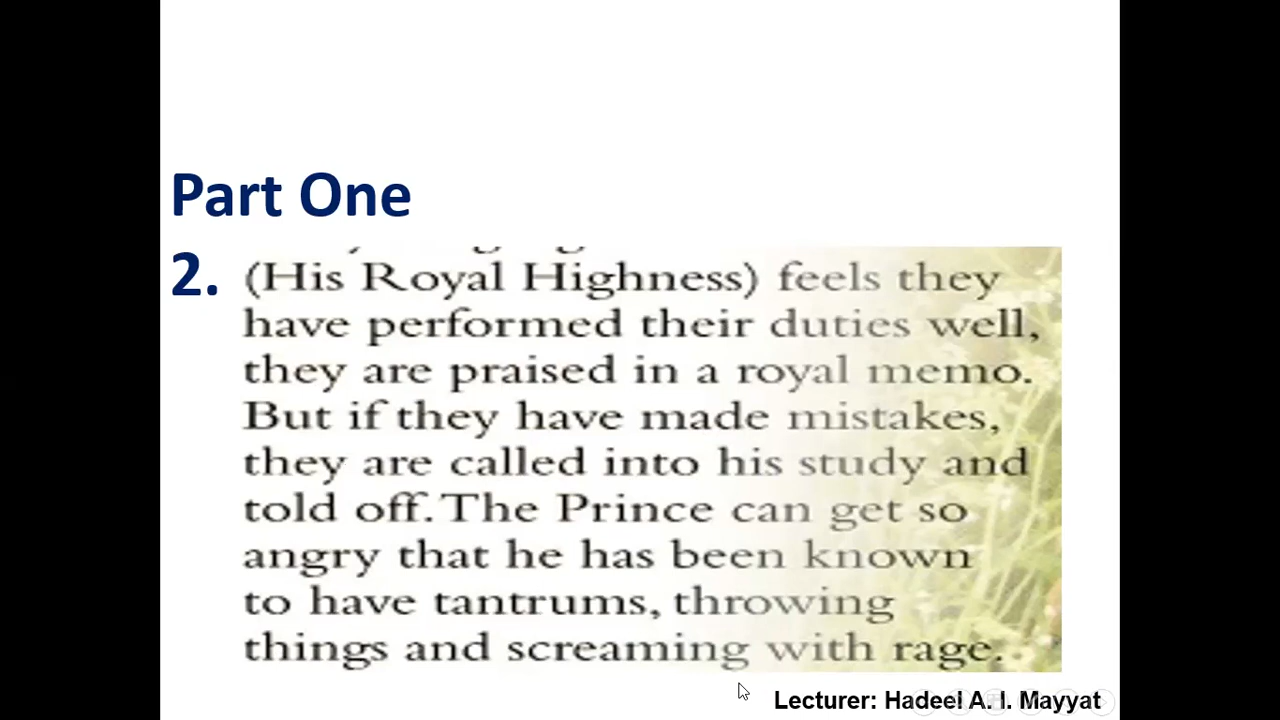 Part One
2.
(His Royal Highness) feels they
have performed their duties well,
they are praised in a royal memo.
But if they have made mistakes,
they are called into his study and
told off. The Prince can get so
angry that he has been known
to have tantrums, throwing
things and screaming with rage.
Lecturer: Hadeel A. I. Mayyat